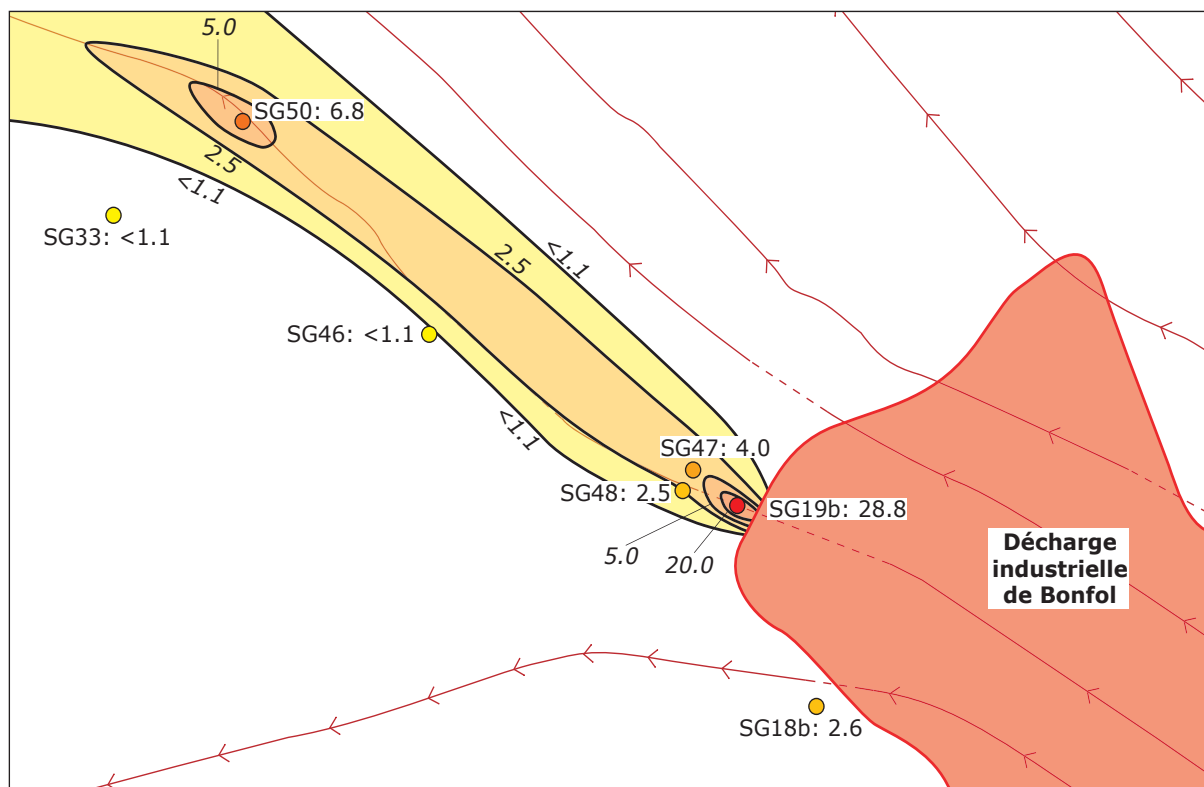 5.0
SG50: 6.8
2.5
<1.1
SG33: <1.1
<1.1
2.5
SG46: <1.1
<1.1
SG47: 4.0
SG48: 2.5
SG19b: 28.8
5.0
20.0
Décharge
industrielle
de Bonfol
SG18b: 2.6